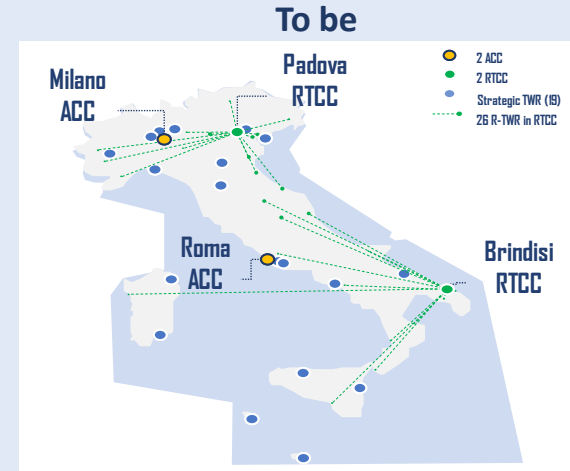 To be
Milano
ACC
Padova
RTCC
2 ACC
2 RTCC
Strategic TWR (19)
26 R-TWR in RTCC
Roma
ACC
Brindisi
RTCC